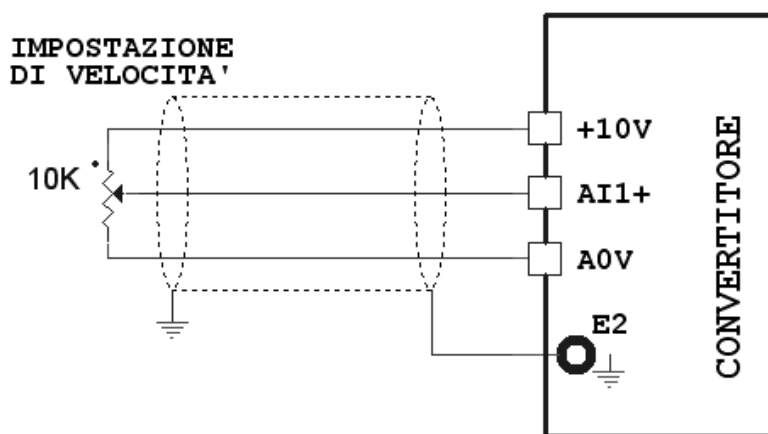 IMPOSTAZIONE
DI VELOCITA'
10K
+10V
AI1+
A0V
E2
CONVERTITORE